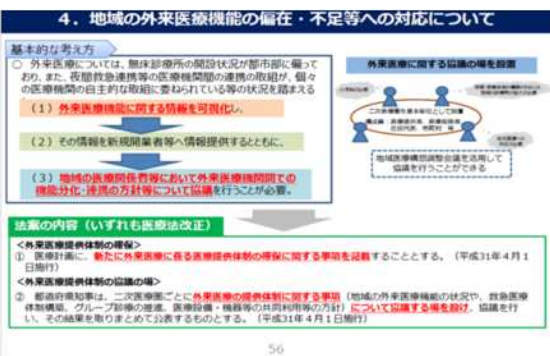 4．地域の外来医療機能の偏在・不足等への対応について
基本的な考え方
○ 外来医療については、無床診療所の開設状況が都市部に偏って
おり、また、夜間救急連携等の医療機関間の連携の取組が、個々
の医療機関の自主的な取組に委ねられている等の状況を踏まえる
（1）外来医療機能に関する情報を可視化し、
（2）その情報を新規開業者等へ情報提供するとともに、
（3）地域の医療関係者等において外来医療機関間での
機能分化・連携の方針等について協議を行うことが必要。
外来医療に関する協議の場を設置
二次医療圏を基本単位として設置
地域医療構想調整会議を活用して
協議を行うことができる
法案の内容（いずれも医療法改正）
＜外来医療提供体制の確保＞
① 医療計画に、新たに外来医療に係る医療提供体制の確保に関する事項を記載することとする。（平成31年４月１
日施行）
＜外来医療提供体制の協議の場＞
② 都道府県知事は、二次医療圏ごとに外来医療の提供体制に関する事項（地域の外来医療機能の状況や、救急医療
体制構築、グループ診療の推進、医療設備・機器等の共同利用等の方針）について協議する場を設け、協議を行
い、その結果を取りまとめて公表するものとする。（平成31年４月１日施行）
56